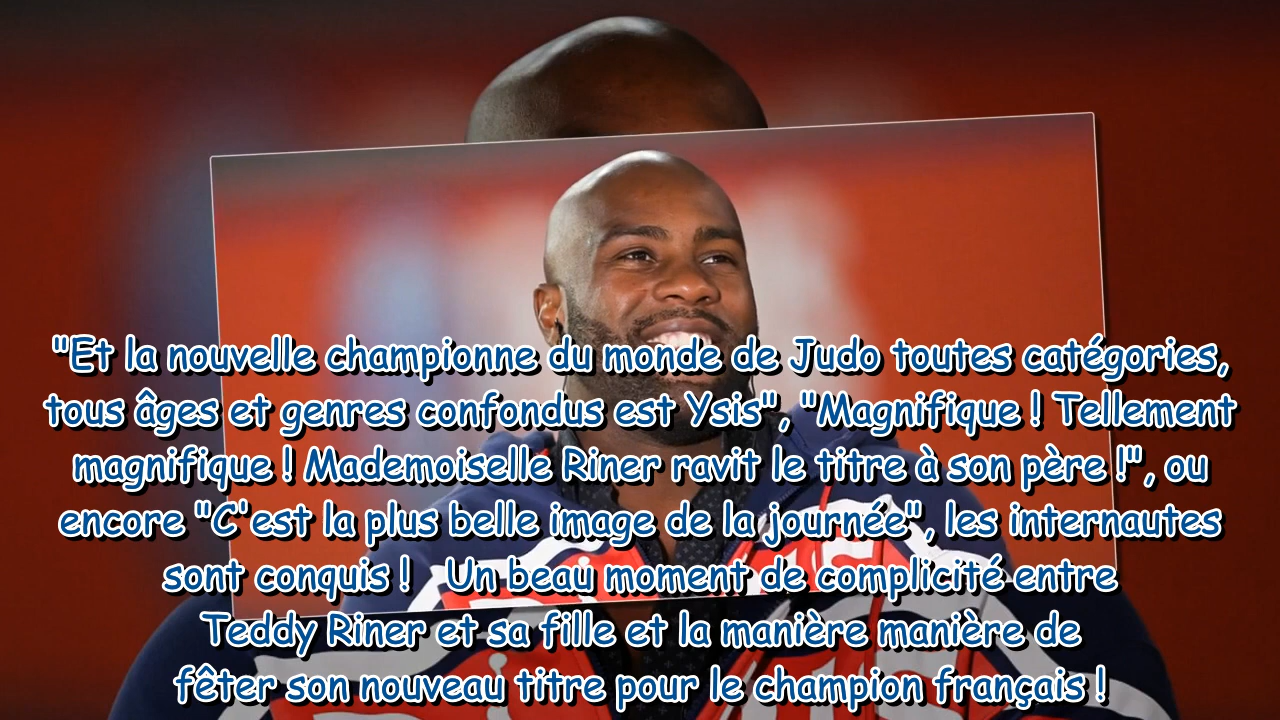 "Et la nouvelle championne du monde de Judo toutes catégories,
tous âges et genres confondus est Ysis", "Magnifique ! Tellement
magnifique ! Mademoiselle Riner ravit le titre à son père !", ou
encore "C'est la plus belle image de la journée", les internautes
sont conquis !   Un beau moment de complicité entre
Teddy Riner et sa fille et la manière manière de
fêter son nouveau titre pour le champion français !